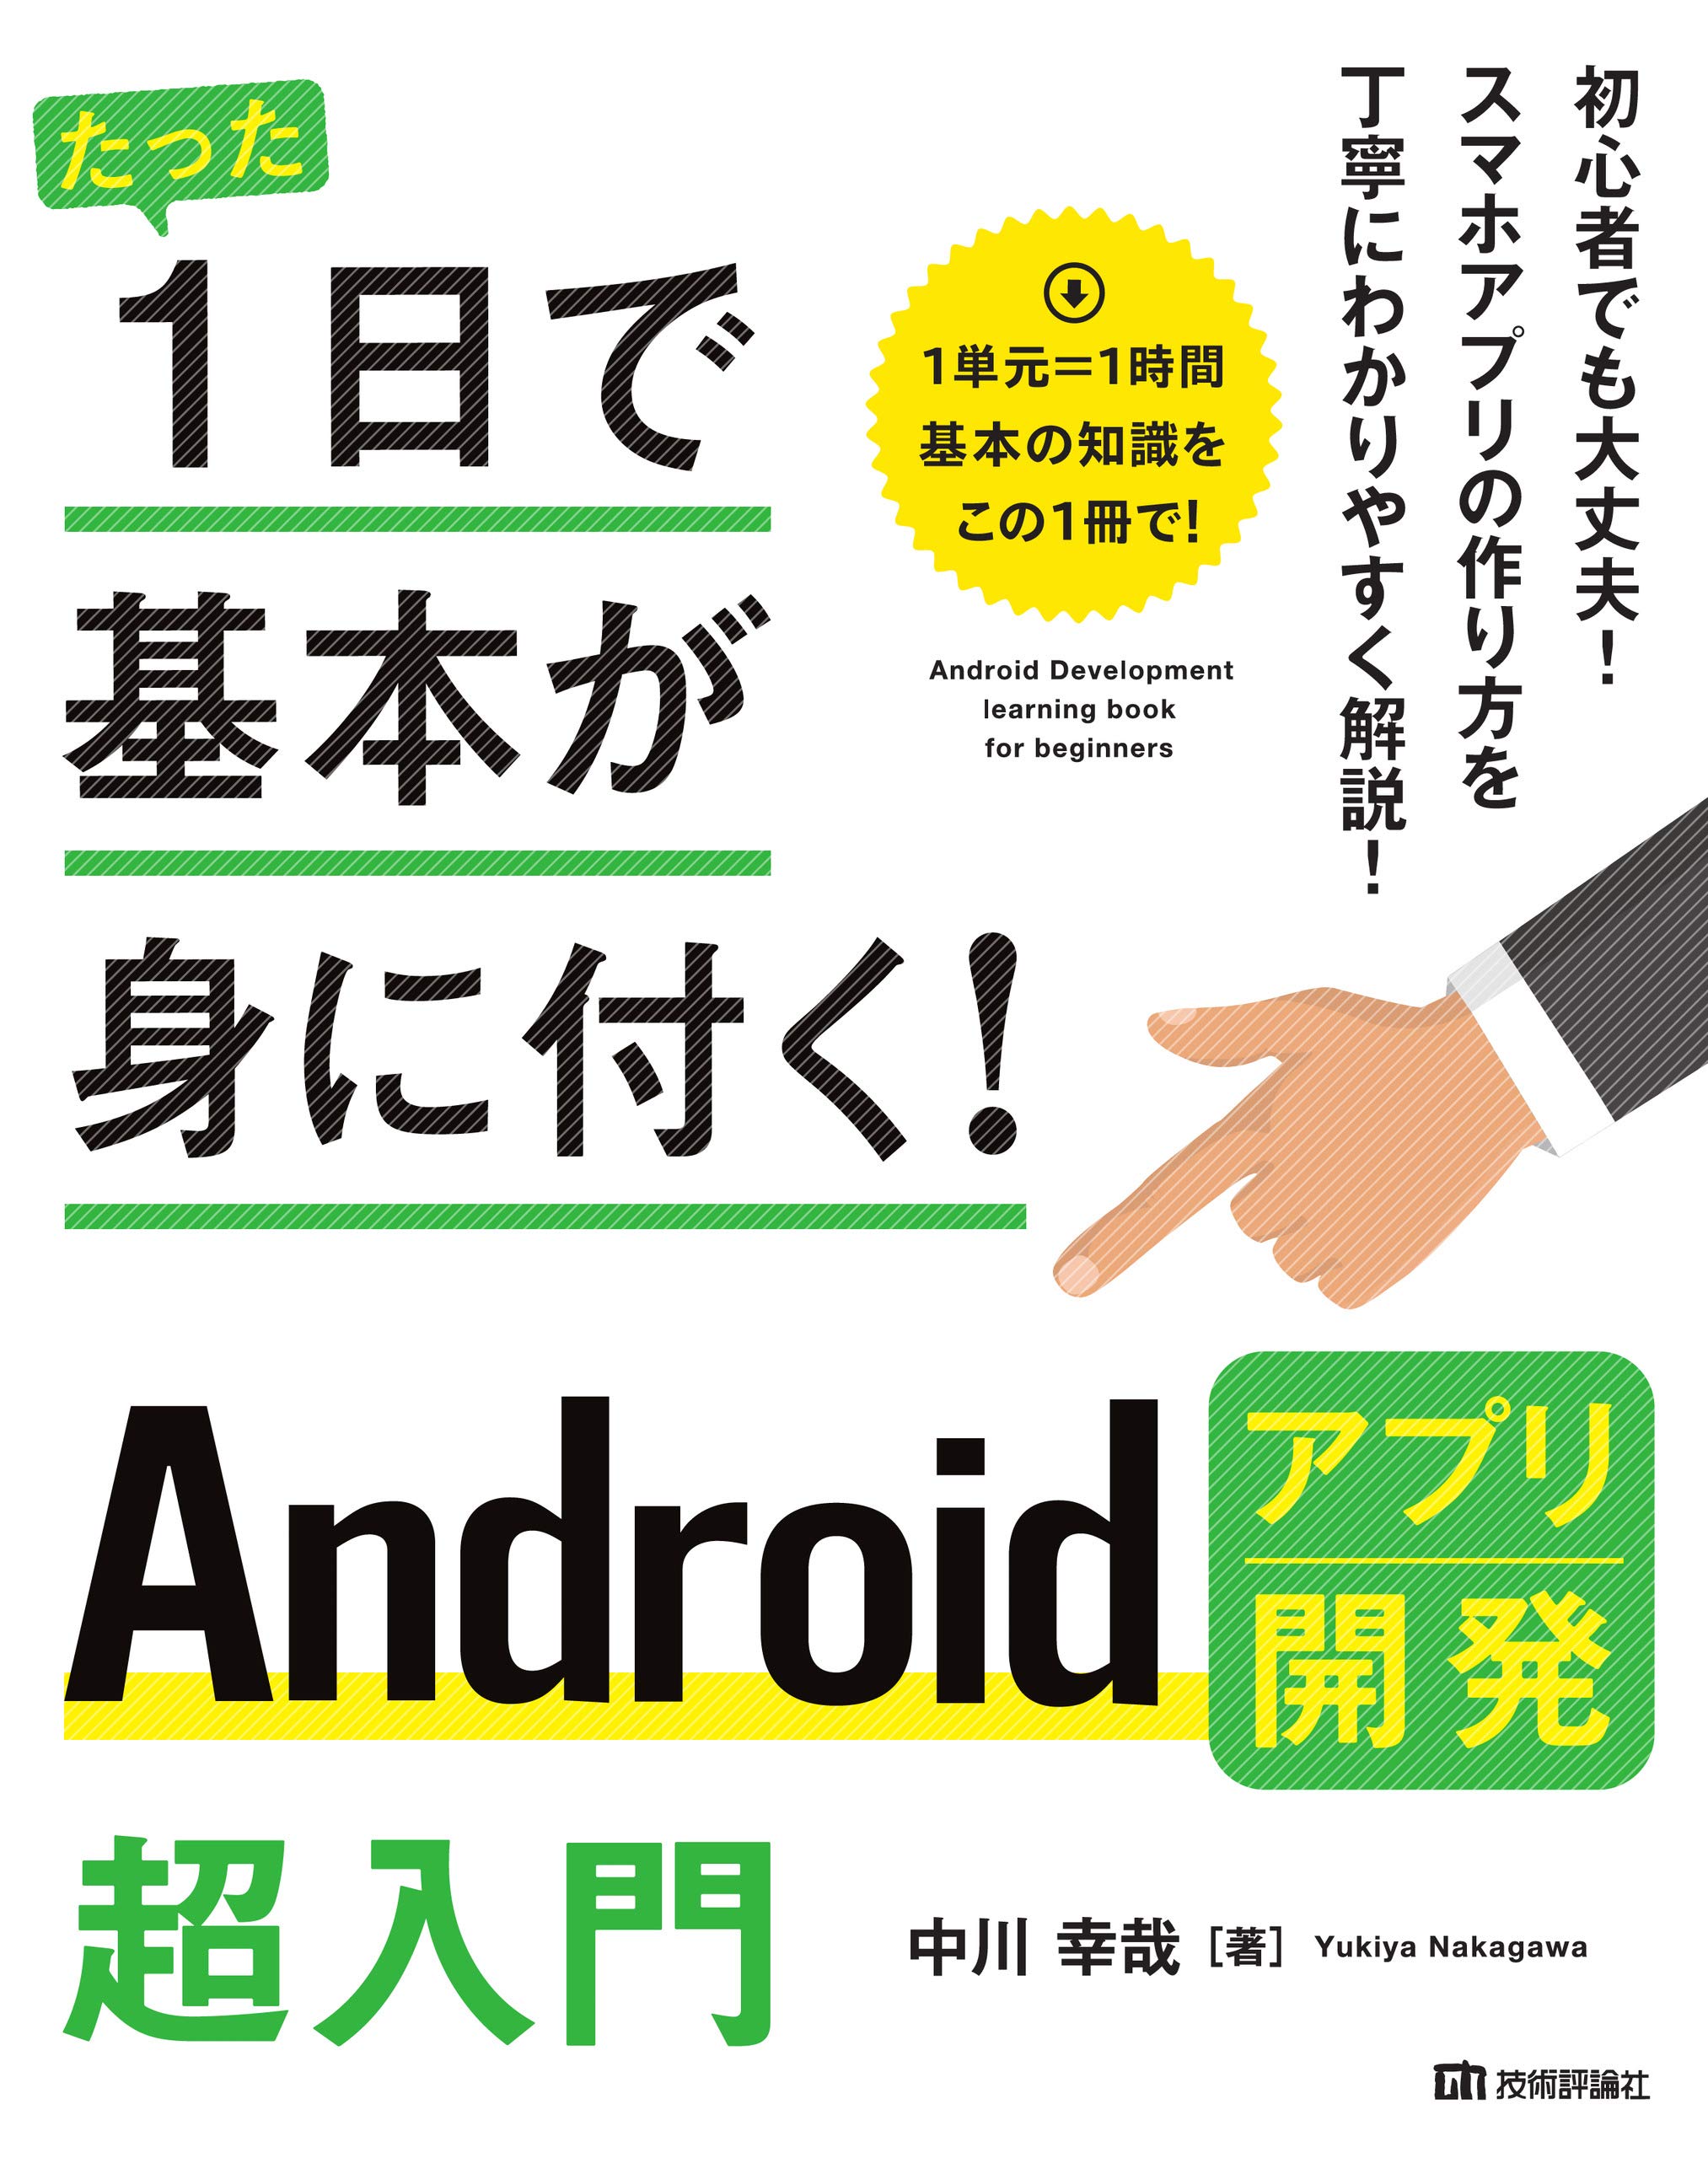 初心者でも大丈夫！
スマホアプリの作り方を
丁寧にわかりやすく解説！
たった
1日で
基本が
身に付く！
1単元＝1時間
基本の知識を
この1冊で！
Android Development
learning book
for beginners
Android
アプリ
開発
超入門
中川 幸哉［著］ Yukiya Nakagawa
技術評論社